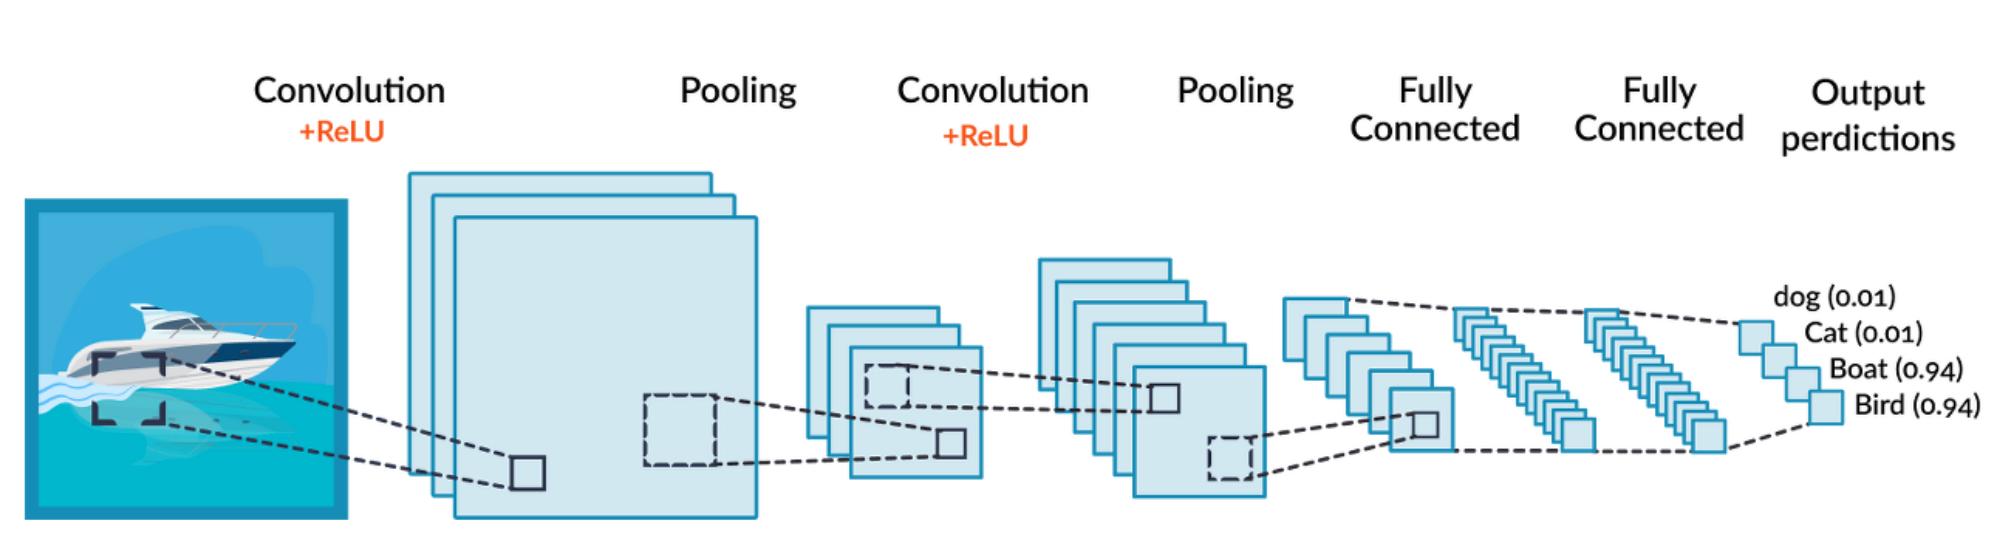 Convolution
+ReLU
Pooling
Convolution
+ReLU
Pooling
Fully
Connected
Fully
Connected
Output
perdictions
dog (0.01)
Cat (0.01)
Boat (0.94)
Bird (0.94)